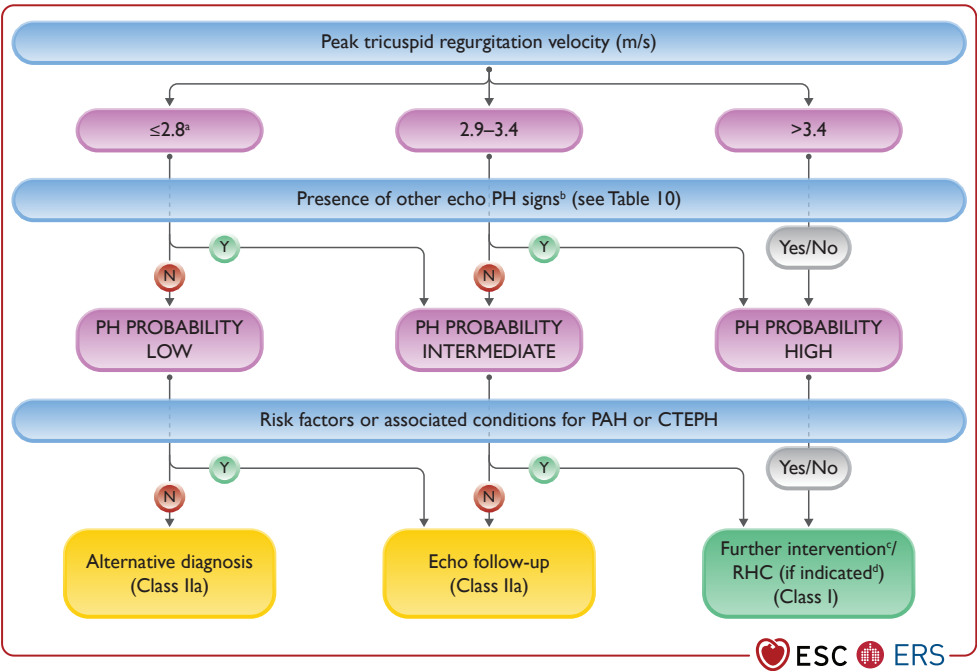 Peak tricuspid regurgitation velocity (m/s)
≤2.8ᵃ
2.9–3.4
>3.4
Presence of other echo PH signsᵇ (see Table 10)
Y
Y
Yes/No
N
N
PH PROBABILITY
LOW
PH PROBABILITY
INTERMEDIATE
PH PROBABILITY
HIGH
Risk factors or associated conditions for PAH or CTEPH
Y
Y
Yes/No
N
N
Alternative diagnosis
(Class IIa)
Echo follow-up
(Class IIa)
Further interventionᶜ/
RHC (if indicatedᵈ)
(Class I)
ESC ERS